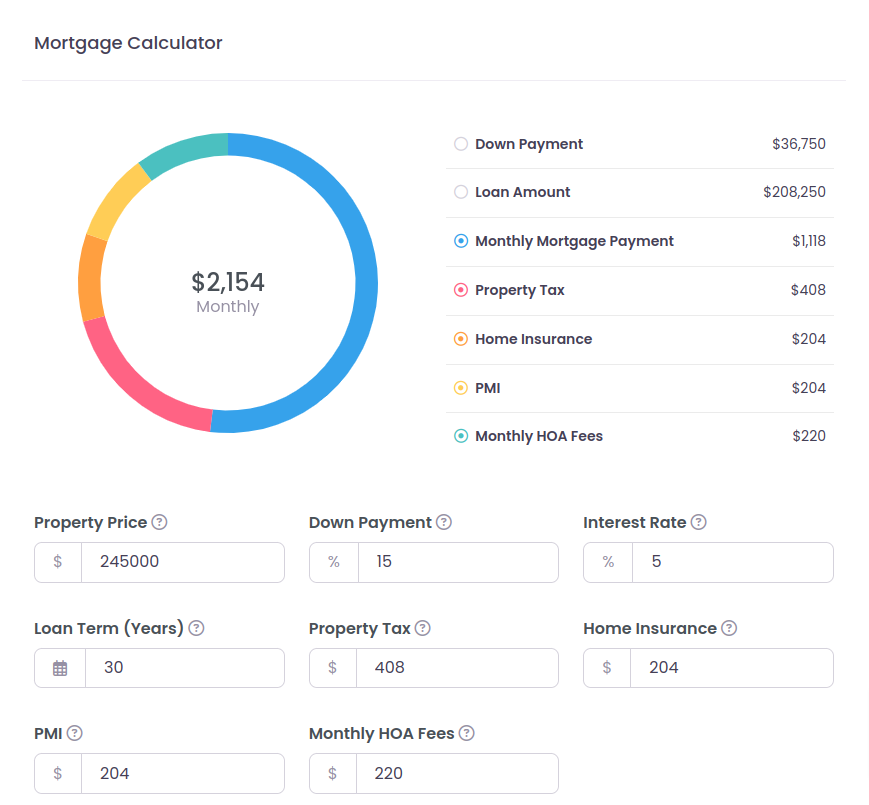 Mortgage Calculator
$2,154
Monthly
Down Payment $36,750
Loan Amount $208,250
Monthly Mortgage Payment $1,118
Property Tax $408
Home Insurance $204
PMI $204
Monthly HOA Fees $220
Property Price ? Down Payment ? Interest Rate ?
$ 245000 % 15 % 5
Loan Term (Years) ? Property Tax ? Home Insurance ?
30 $ 408 $ 204
PMI ? Monthly HOA Fees ?
$ 204 $ 220